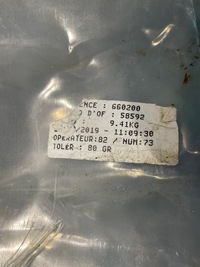 ENCE : 660200
D'OF : 58592
: 9.41KG
/2019 - 11:09:30
OPERATEUR:82 / NUM:73
TOLER : 80 GR